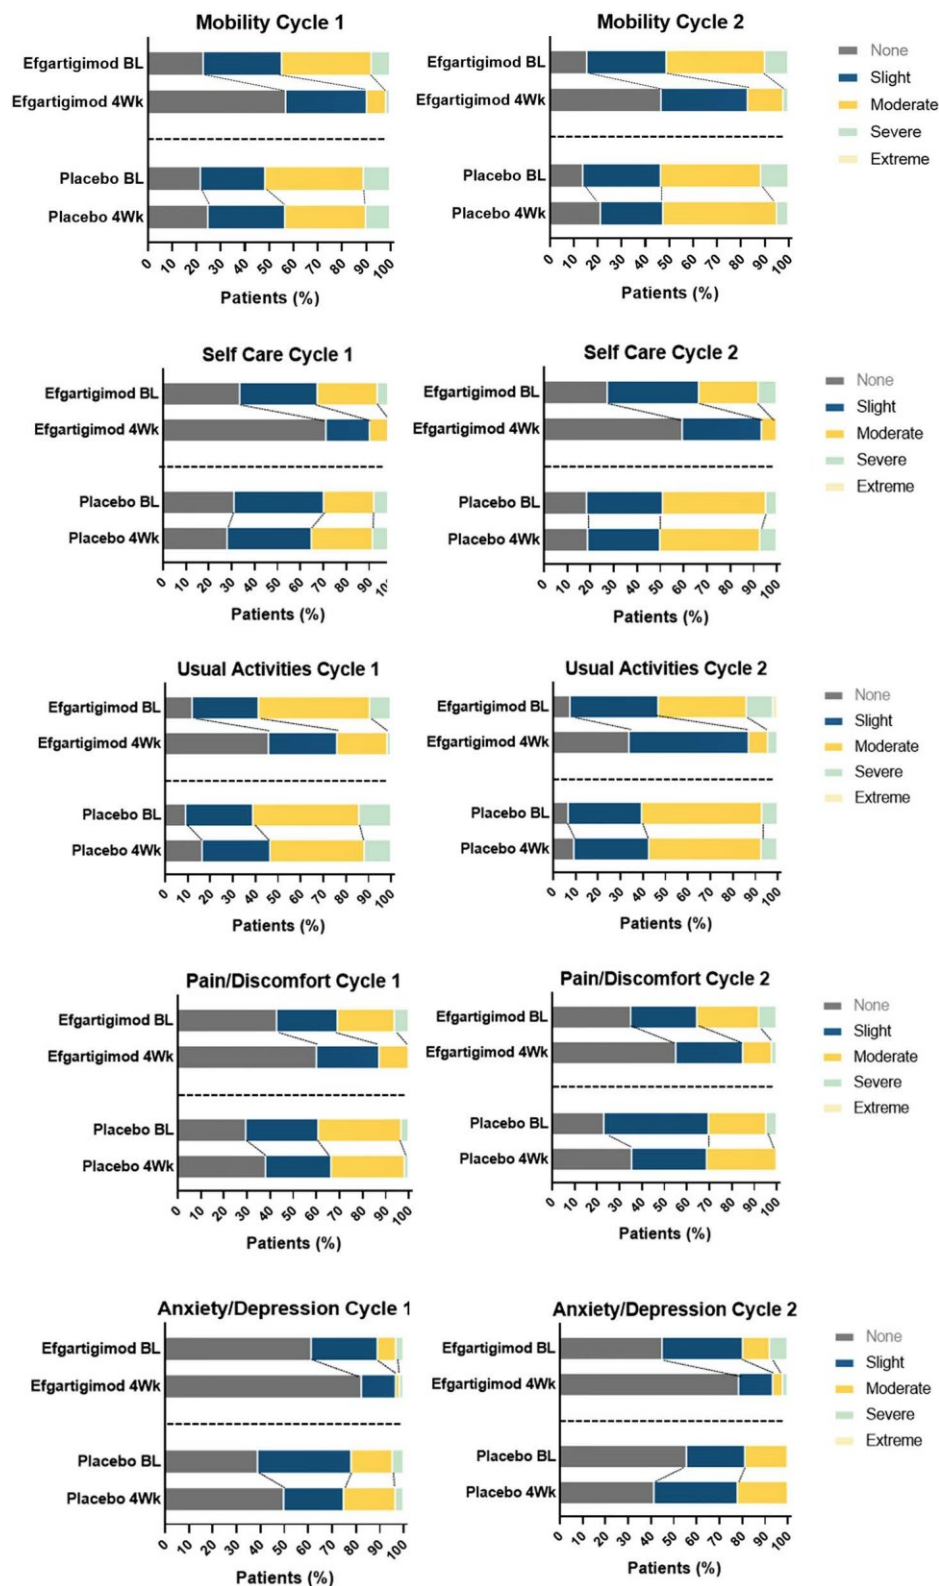 Mobility Cycle 1
Efgartigimod BL
Efgartigimod 4Wk
Placebo BL
Placebo 4Wk
0 10 20 30 40 50 60 70 80 90 100
Patients (%)
Mobility Cycle 2
Efgartigimod BL
Efgartigimod 4Wk
Placebo BL
Placebo 4Wk
0 10 20 30 40 50 60 70 80 90 100
Patients (%)
None
Slight
Moderate
Severe
Extreme
Self Care Cycle 1
Efgartigimod BL
Efgartigimod 4Wk
Placebo BL
Placebo 4Wk
0 10 20 30 40 50 60 70 80 90
Patients (%)
Self Care Cycle 2
Efgartigimod BL
Efgartigimod 4Wk
Placebo BL
Placebo 4Wk
0 10 20 30 40 50 60 70 80 90 100
Patients (%)
None
Slight
Moderate
Severe
Extreme
Usual Activities Cycle 1
Efgartigimod BL
Efgartigimod 4Wk
Placebo BL
Placebo 4Wk
0 10 20 30 40 50 60 70 80 90 100
Patients (%)
Usual Activities Cycle 2
Efgartigimod BL
Efgartigimod 4Wk
Placebo BL
Placebo 4Wk
0 10 20 30 40 50 60 70 80 90 100
Patients (%)
None
Slight
Moderate
Severe
Extreme
Pain/Discomfort Cycle 1
Efgartigimod BL
Efgartigimod 4Wk
Placebo BL
Placebo 4Wk
0 10 20 30 40 50 60 70 80 90 100
Patients (%)
Pain/Discomfort Cycle 2
Efgartigimod BL
Efgartigimod 4Wk
Placebo BL
Placebo 4Wk
0 10 20 30 40 50 60 70 80 90 100
Patients (%)
None
Slight
Moderate
Severe
Extreme
Anxiety/Depression Cycle 1
Efgartigimod BL
Efgartigimod 4Wk
Placebo BL
Placebo 4Wk
0 10 20 30 40 50 60 70 80 90 100
Patients (%)
Anxiety/Depression Cycle 2
Efgartigimod BL
Efgartigimod 4Wk
Placebo BL
Placebo 4Wk
0 10 20 30 40 50 60 70 80 90 100
Patients (%)
None
Slight
Moderate
Severe
Extreme